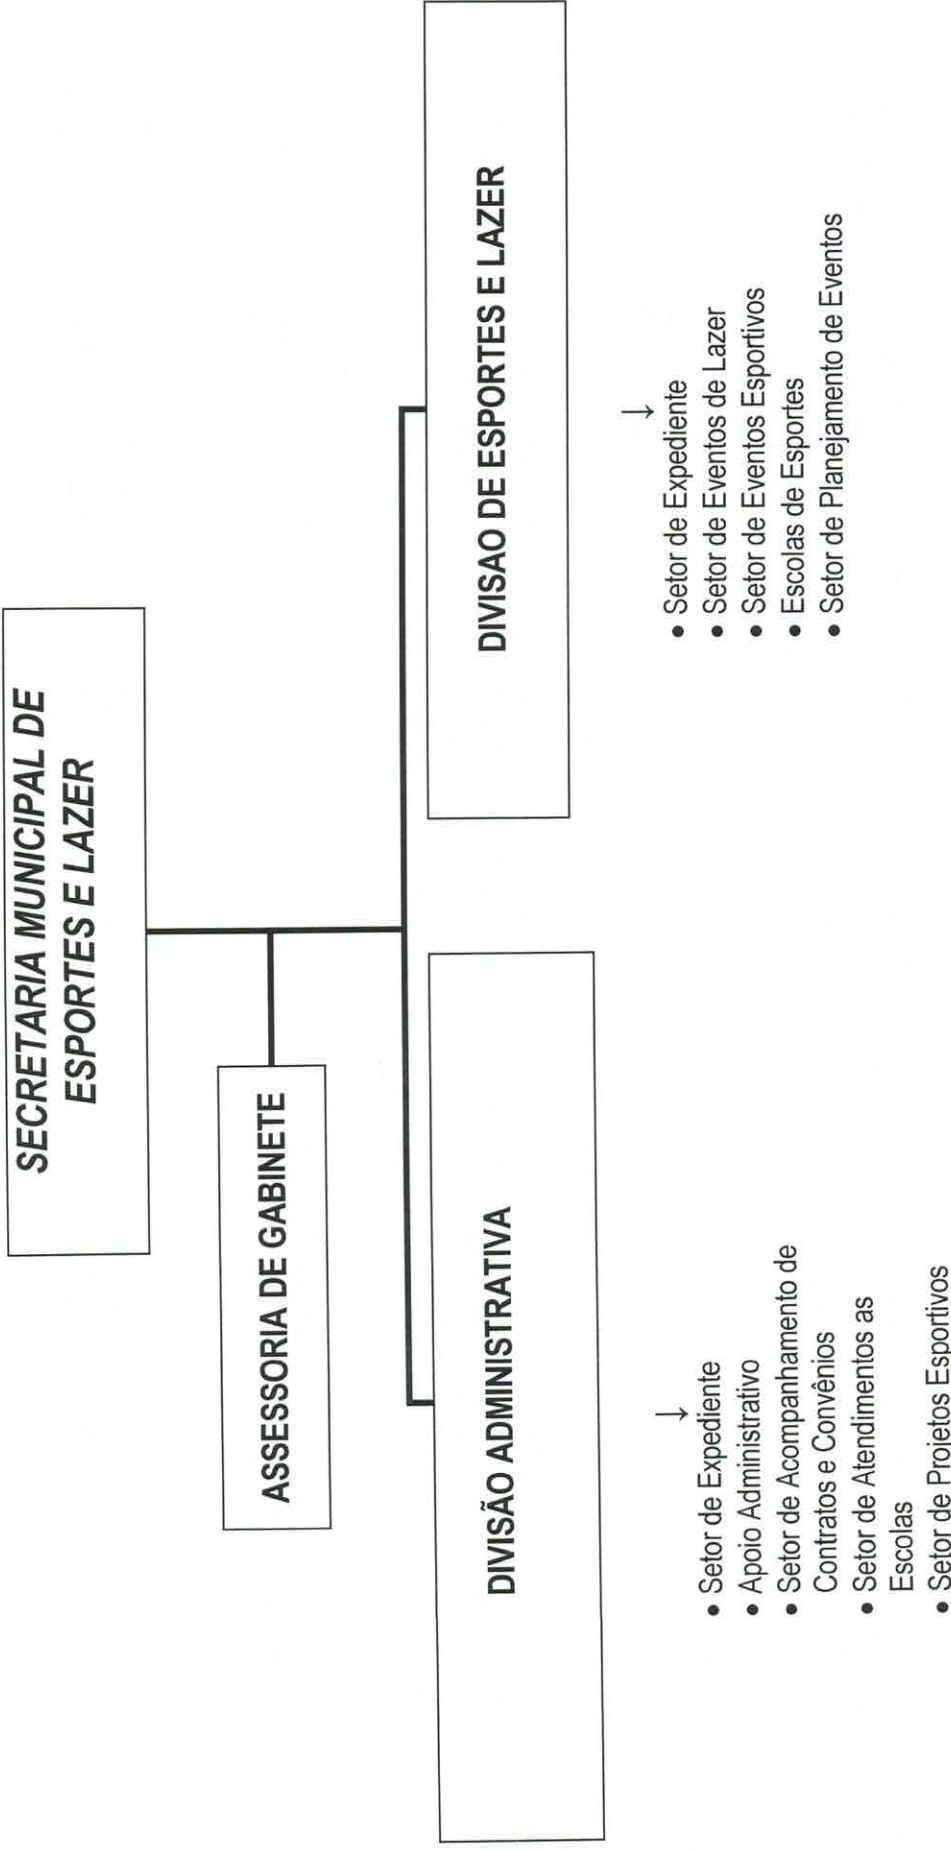 SECRETARIA MUNICIPAL DE
ESPORTES E LAZER
ASSESSORIA DE GABINETE
DIVISÃO ADMINISTRATIVA
↓
• Setor de Expediente
• Apoio Administrativo
• Setor de Acompanhamento de
Contratos e Convênios
• Setor de Atendimentos as
Escolas
• Setor de Projetos Esportivos
DIVISAO DE ESPORTES E LAZER
↓
• Setor de Expediente
• Setor de Eventos de Lazer
• Setor de Eventos Esportivos
• Escolas de Esportes
• Setor de Planejamento de Eventos